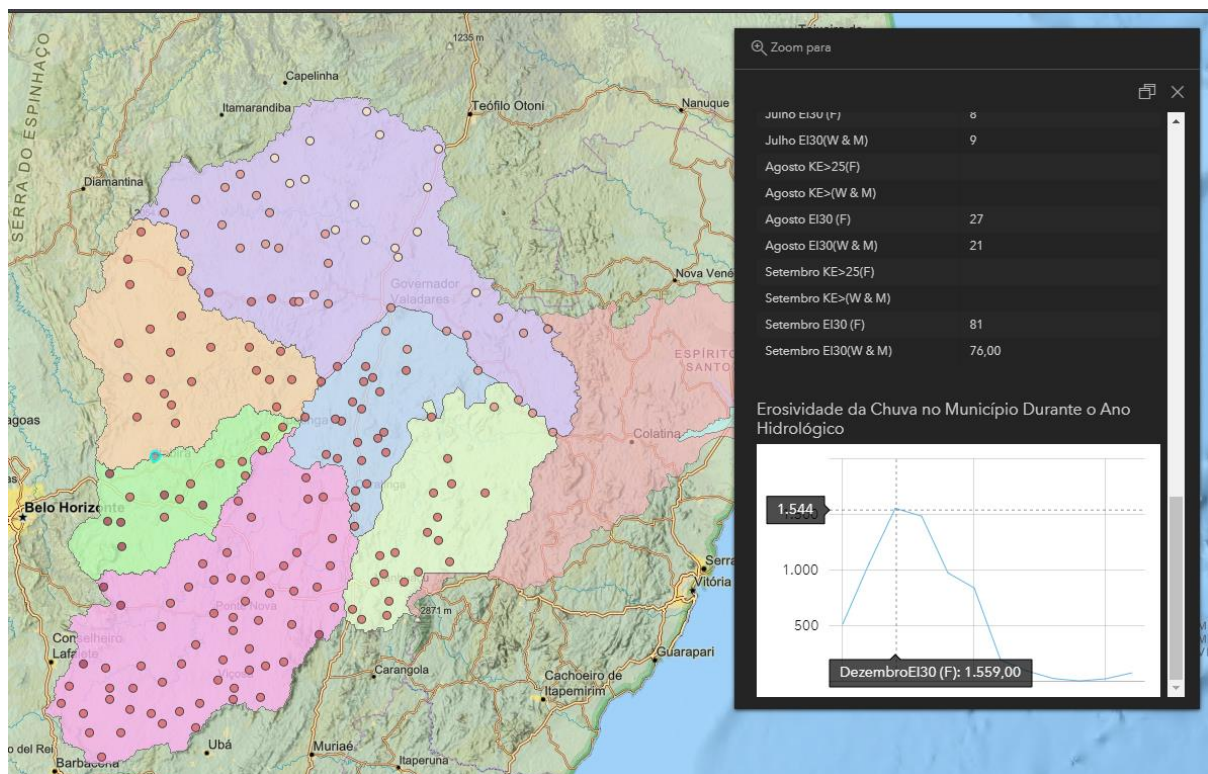 1235 m
Capelinha
Itamarandiba
Teófilo Otoni
Nanuque
SERRA DO ESPINHAÇO
Diamantina
Governador
Valadares
Nova Vené
ESPÍRITO
SANTO
Colatina
agoas
Belo Horizonte
Serra
Vitória
Ponte Nova
2871 m
Conselheiro
Lafaiete
Viçosa
Guarapari
Carangola
Cachoeiro de
Itapemirim
Ubá
Muriaé
o del Rei
Barbacena
Itaperuna
Zoom para
Julho EI30 (F) 8
Julho EI30(W & M) 9
Agosto KE>25(F)
Agosto KE>(W & M)
Agosto EI30 (F) 27
Agosto EI30(W & M) 21
Setembro KE>25(F)
Setembro KE>(W & M)
Setembro EI30 (F) 81
Setembro EI30(W & M) 76,00
Erosividade da Chuva no Município Durante o Ano
Hidrológico
1.544
1.000
500
DezembroEI30 (F): 1.559,00